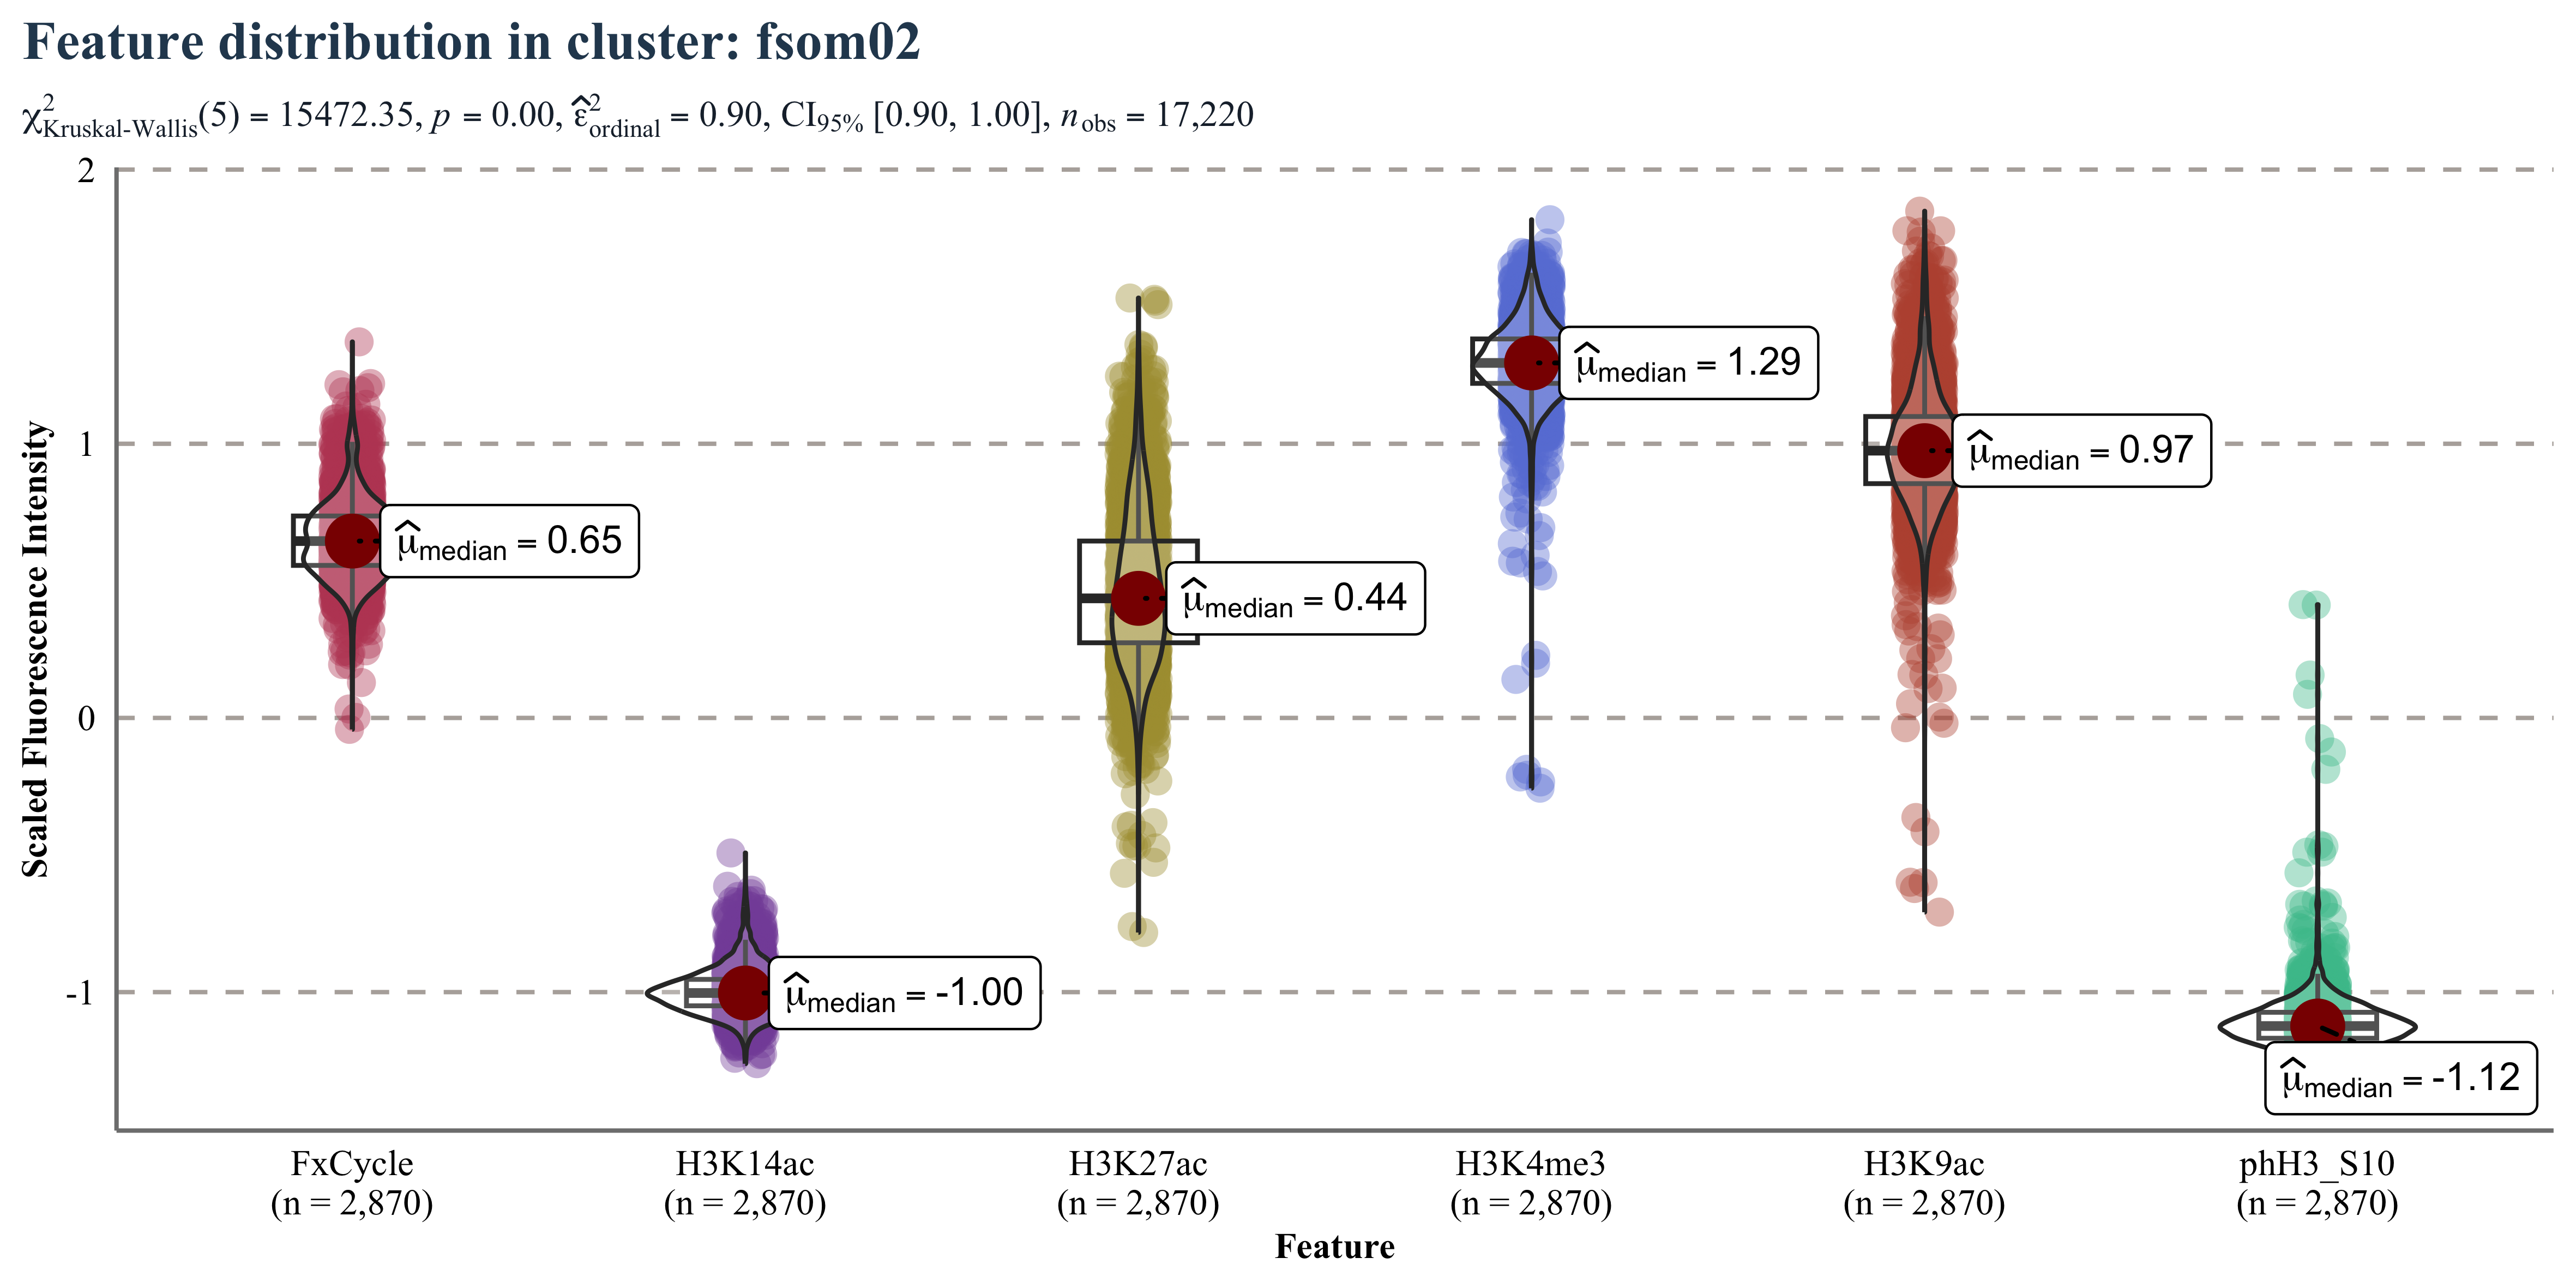 Feature distribution in cluster: fsom02
χ²Kruskal-Wallis(5) = 15472.35, p = 0.00, ε̂²ordinal = 0.90, CI95% [0.90, 1.00], nobs = 17,220
Scaled Fluorescence Intensity
2
1
0
-1
μ̂median = 0.65
μ̂median = -1.00
μ̂median = 0.44
μ̂median = 1.29
μ̂median = 0.97
μ̂median = -1.12
FxCycle
(n = 2,870)
H3K14ac
(n = 2,870)
H3K27ac
(n = 2,870)
H3K4me3
(n = 2,870)
H3K9ac
(n = 2,870)
phH3_S10
(n = 2,870)
Feature